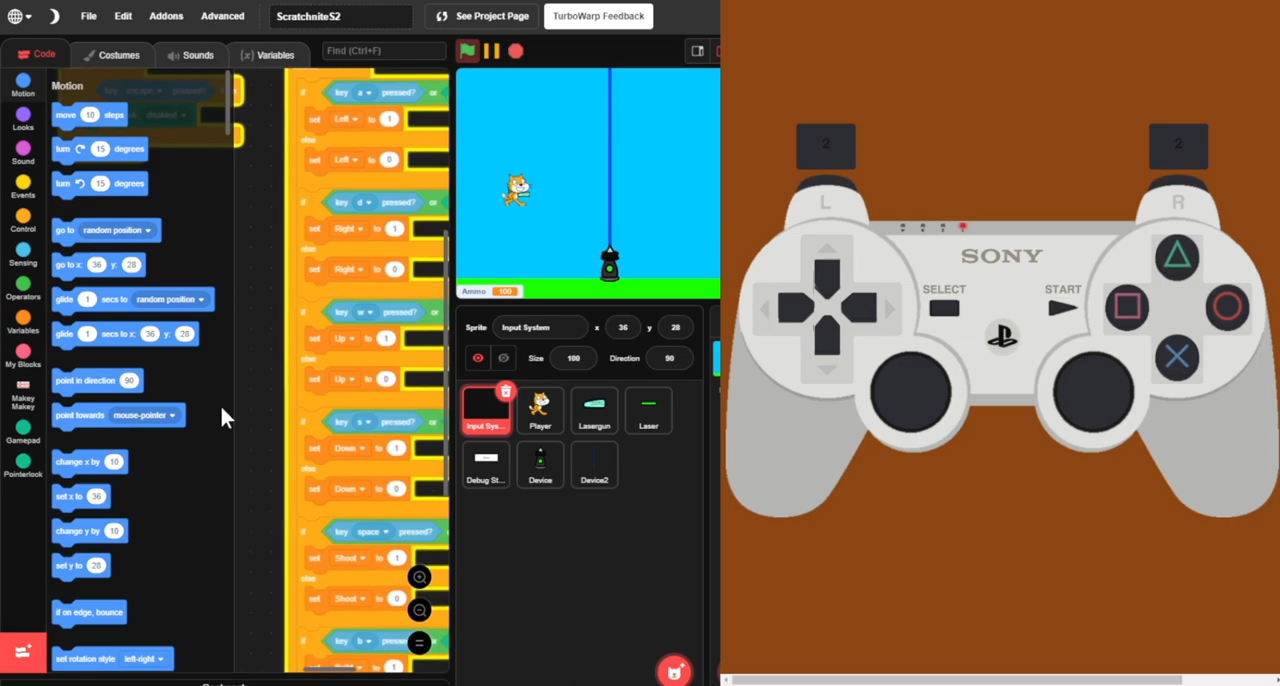 File Edit Addons Advanced ScratchniteS2 See Project Page TurboWarp Feedback
Code Costumes Sounds Variables Find (Ctrl+F)
Motion
Looks
Sound
Events
Control
Sensing
Operators
Variables
My Blocks
Makey
Makey
Gamepad
Pointerlock
Motion
move 10 steps
turn 15 degrees
turn 15 degrees
go to random position
go to x: 36 y: 28
glide 1 secs to random position
glide 1 secs to x: 36 y: 28
point in direction 90
point towards mouse-pointer
change x by 10
set x to 36
change y by 10
set y to 28
if on edge, bounce
set rotation style left-right
key escape pressed?
disabled
if key a pressed? or
set Left to 1
else
set Left to 0
if key d pressed? or
set Right to 1
else
set Right to 0
if key w pressed? or
set Up to 1
else
set Up to 0
if key s pressed? or
set Down to 1
else
set Down to 0
if key space pressed?
set Shoot to 1
else
set Shoot to 0
if key b pressed
1
Ammo 100
Sprite Input System x 36 y 28
Size 100 Direction 90
Input Sys... Player Lasergun Laser
Debug St... Device Device2
2 2
L R
SONY
SELECT START